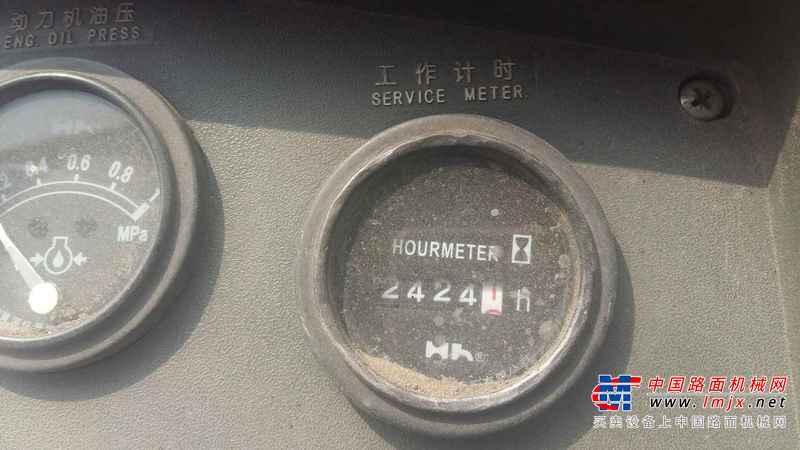 动力机油压
ENG. OIL PRESS
工作计时
SERVICE METER
0.6
0.8
1
MPa
HOURMETER
2424 h
中国路面机械网
www.lmjx.net
买卖设备上中国路面机械网